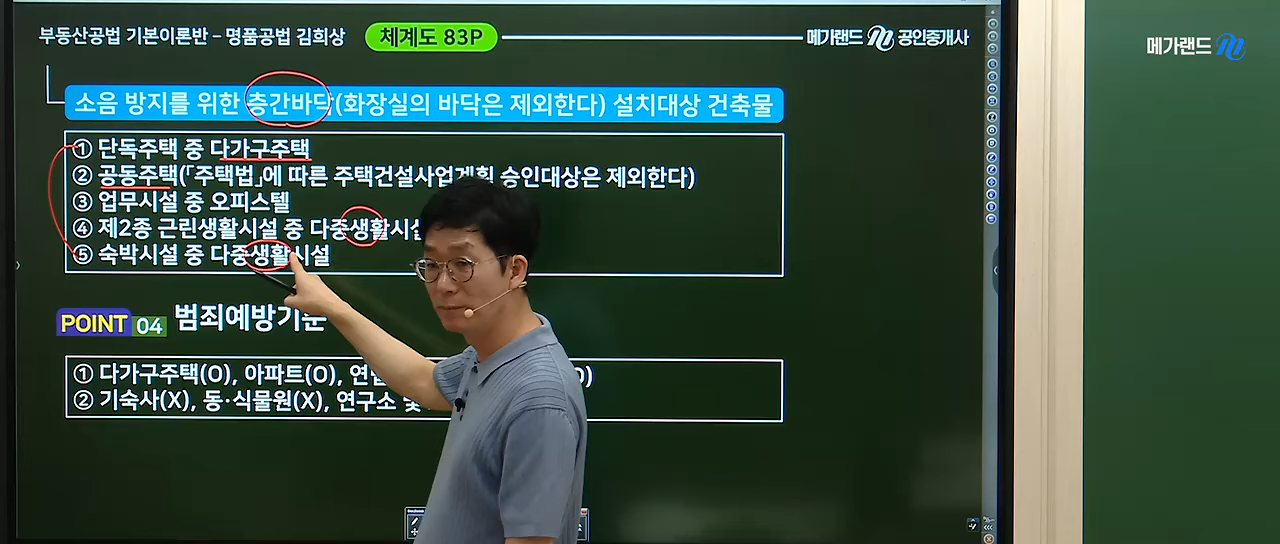 부동산공법 기본이론반 - 명품공법 김희상
체계도 83P
메가랜드 공인중개사
메가랜드
소음 방지를 위한 층간바닥(화장실의 바닥은 제외한다) 설치대상 건축물
① 단독주택 중 다가구주택
② 공동주택(「주택법」에 따른 주택건설사업계획 승인대상은 제외한다)
③ 업무시설 중 오피스텔
④ 제2종 근린생활시설 중 다중생활시설
⑤ 숙박시설 중 다중생활시설
POINT 04 범죄예방기준
① 다가구주택(O), 아파트(O), 연
② 기숙사(X), 동·식물원(X), 연구소 및